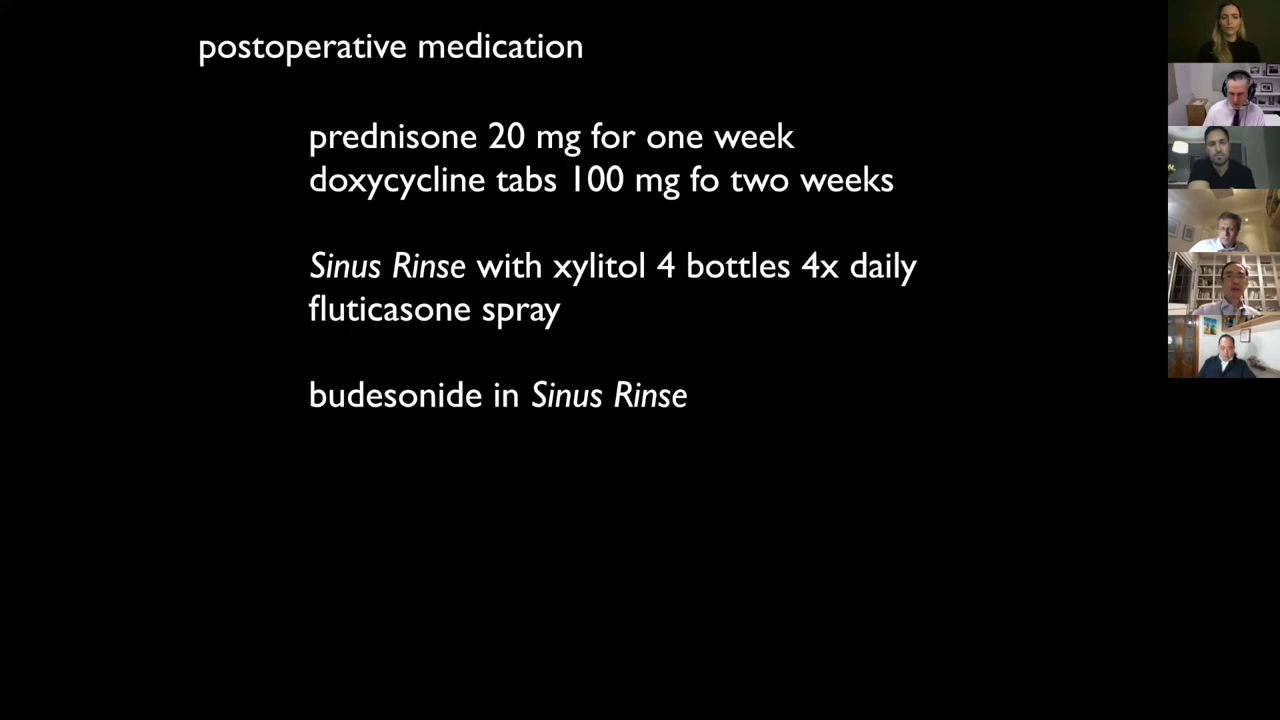 postoperative medication
prednisone 20 mg for one week
doxycycline tabs 100 mg fo two weeks
Sinus Rinse with xylitol 4 bottles 4x daily
fluticasone spray
budesonide in Sinus Rinse